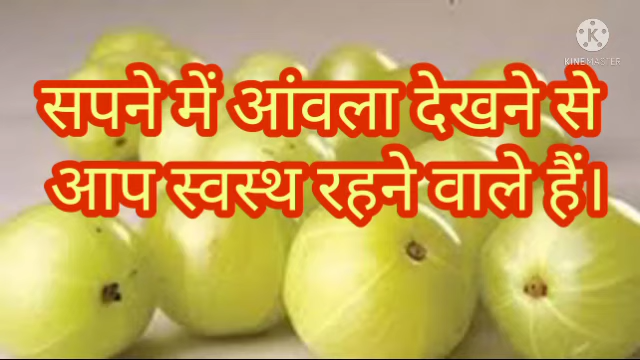 K
KINEMASTER
सपने में आंवला देखने से
आप स्वस्थ रहने वाले हैं।